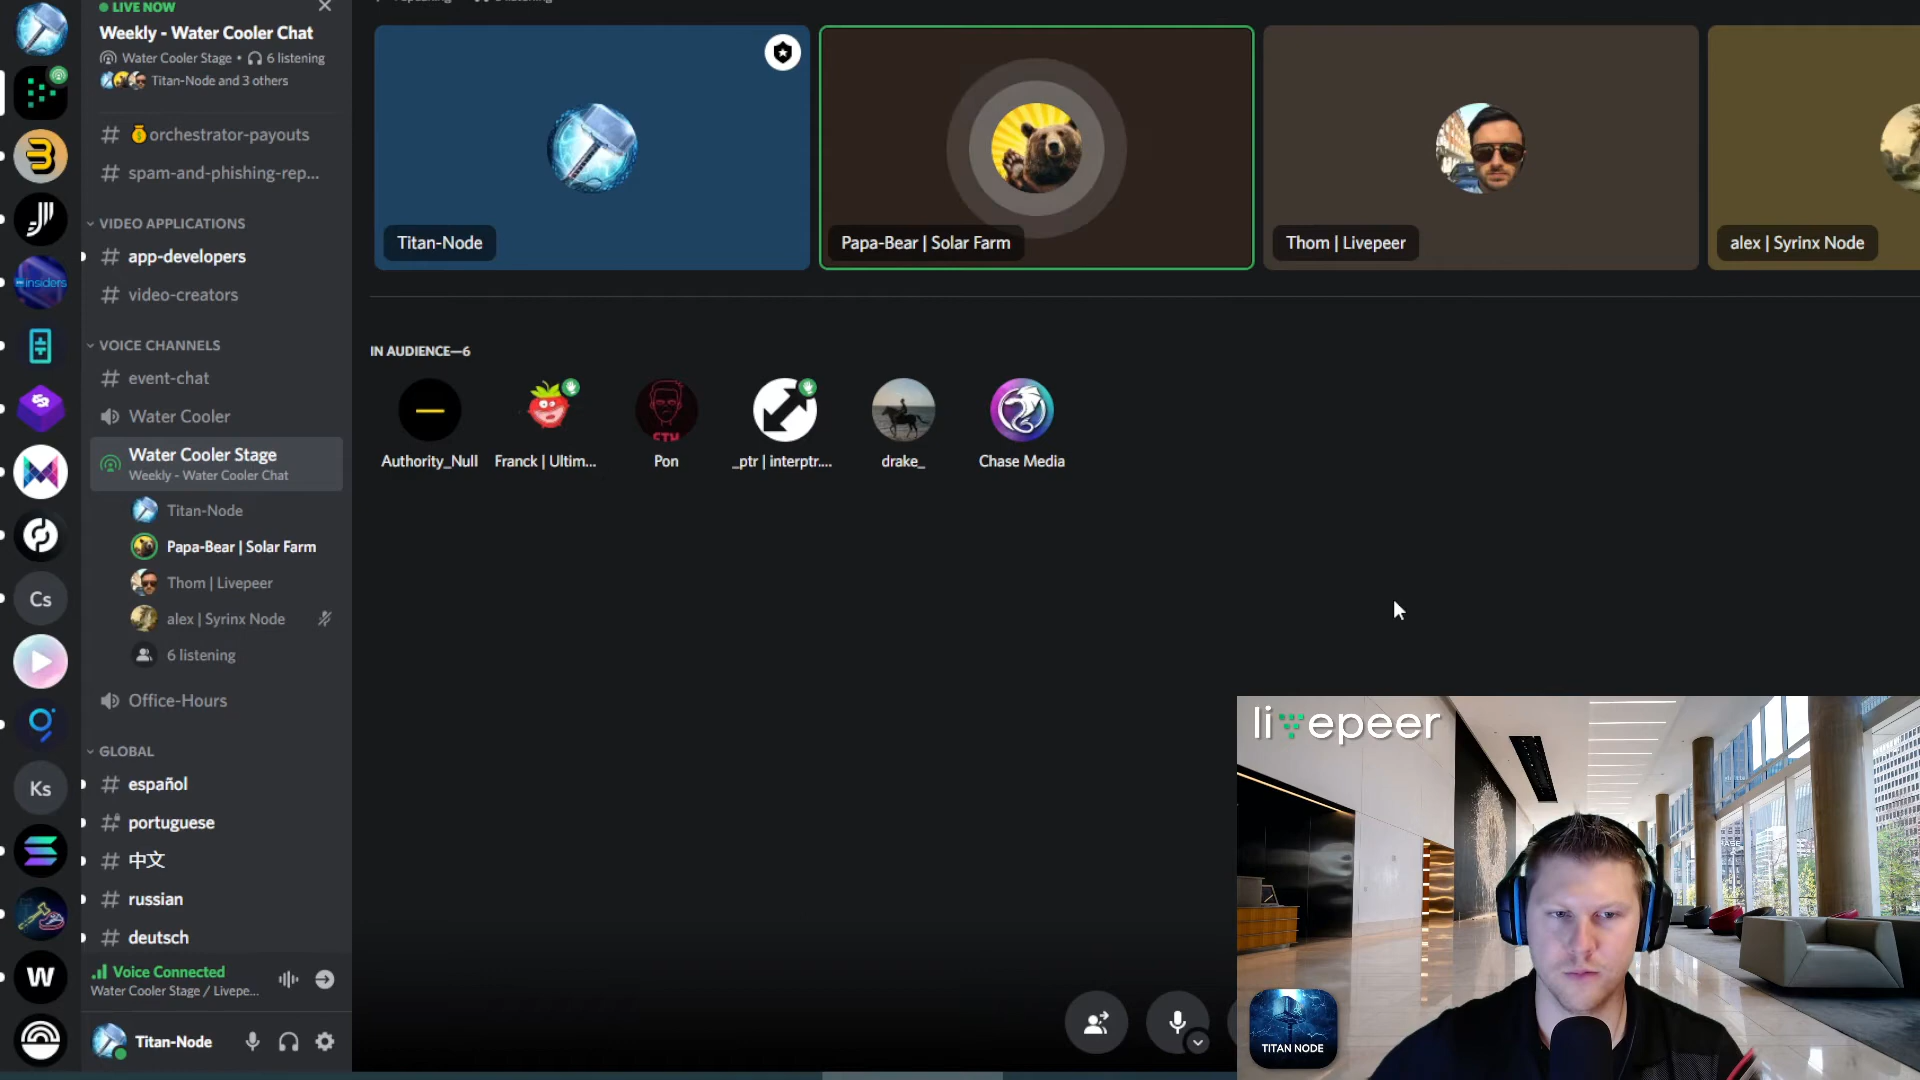 LIVE NOW
Weekly - Water Cooler Chat
Water Cooler Stage • 6 listening
Titan-Node and 3 others
orchestrator-payouts
spam-and-phishing-rep...
VIDEO APPLICATIONS
app-developers
video-creators
VOICE CHANNELS
event-chat
Water Cooler
Water Cooler Stage
Weekly - Water Cooler Chat
Titan-Node
Papa-Bear | Solar Farm
Thom | Livepeer
alex | Syrinx Node
6 listening
Office-Hours
GLOBAL
español
portuguese
中文
russian
deutsch
Voice Connected
Water Cooler Stage / Livepe...
Titan-Node
insiders
Cs
Ks
W
Titan-Node
Papa-Bear | Solar Farm
Thom | Livepeer
alex | Syrinx Node
IN AUDIENCE—6
Authority_Null
Franck | Ultim...
Pon
_ptr | interptr....
drake_
Chase Media
livepeer
TITAN NODE